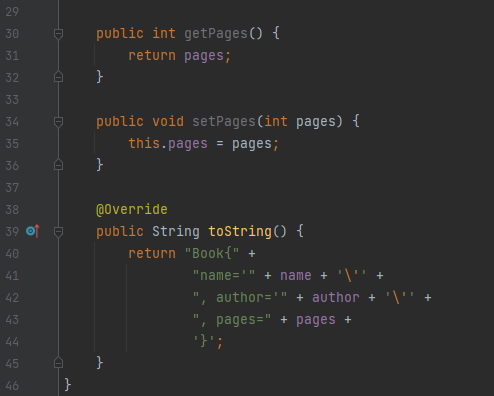 29
30 public int getPages() {
31 return pages;
32 }
33
34 public void setPages(int pages) {
35 this.pages = pages;
36 }
37
38 @Override
39 public String toString() {
40 return "Book{" +
41 "name='" + name + '\'' +
42 ", author='" + author + '\'' +
43 ", pages=" + pages +
44 '}';
45 }
46 }